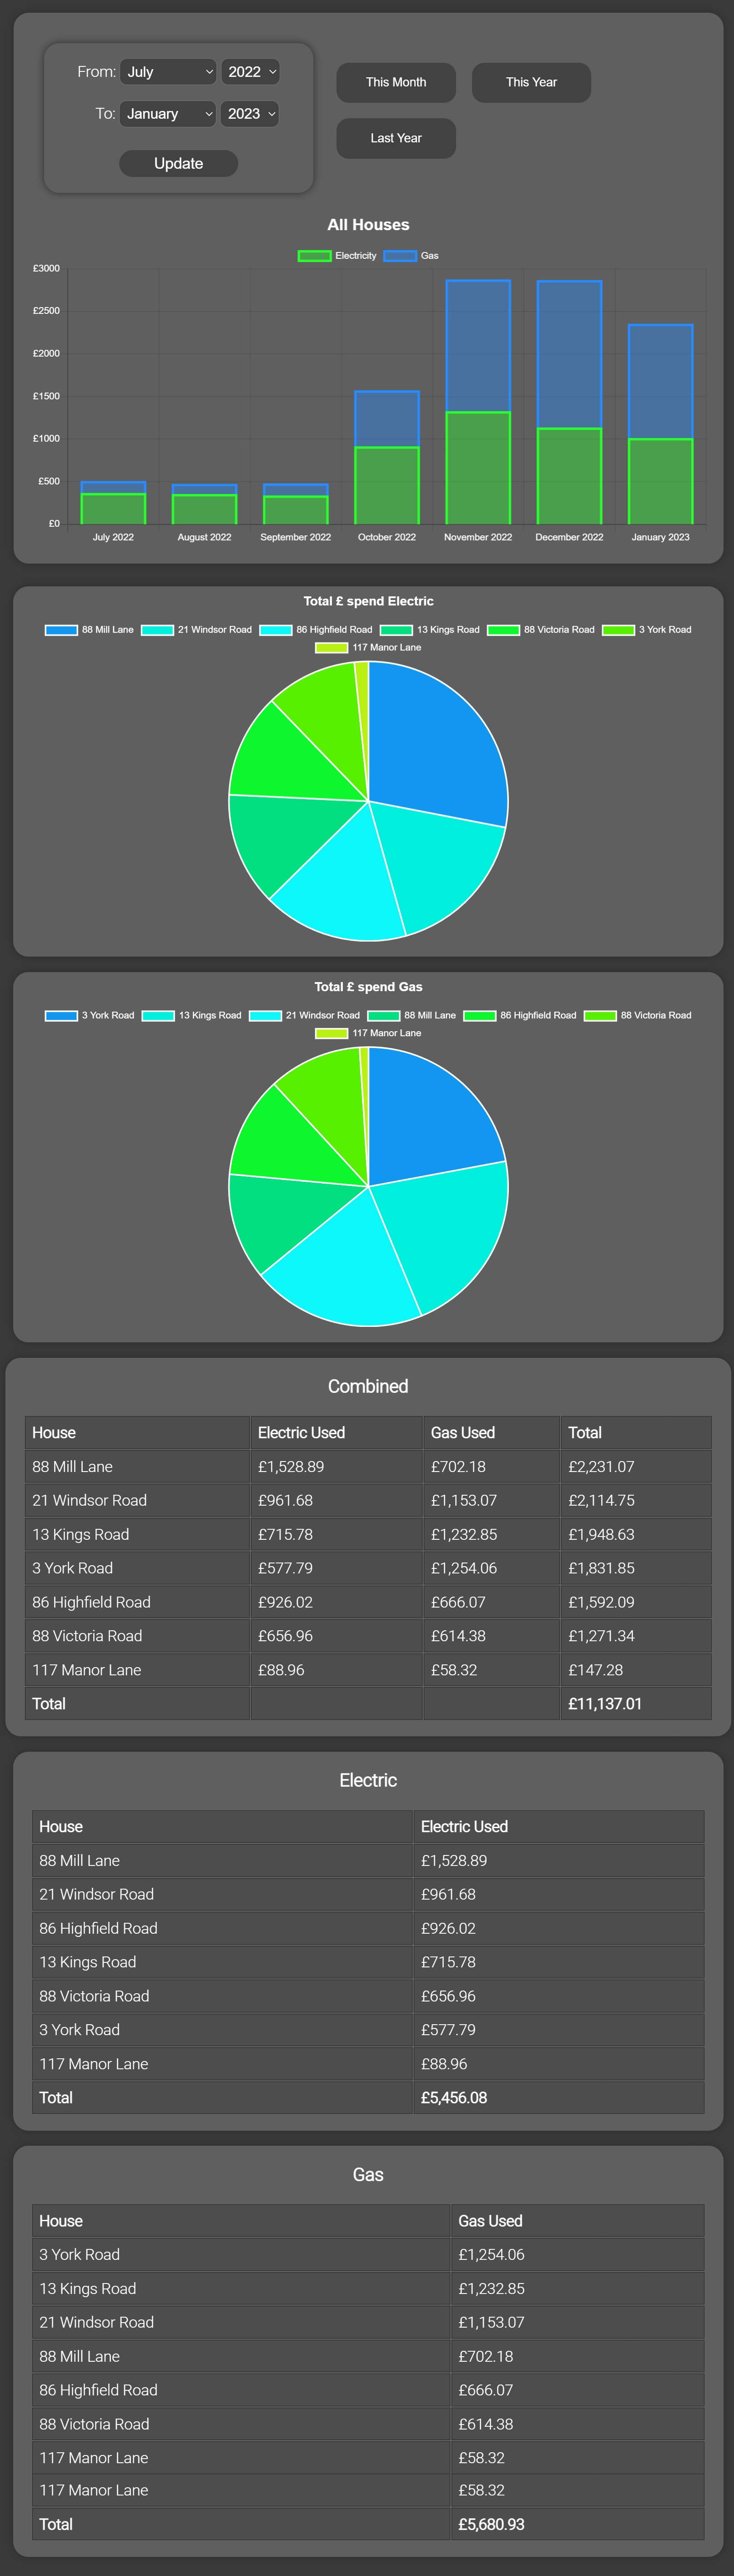 From: July 2022
To: January 2023
Update
This Month This Year
Last Year
All Houses
Electricity Gas
£3000
£2500
£2000
£1500
£1000
£500
£0
July 2022 August 2022 September 2022 October 2022 November 2022 December 2022 January 2023
Total £ spend Electric
88 Mill Lane 21 Windsor Road 86 Highfield Road 13 Kings Road 88 Victoria Road 3 York Road
117 Manor Lane
Total £ spend Gas
3 York Road 13 Kings Road 21 Windsor Road 88 Mill Lane 86 Highfield Road 88 Victoria Road
117 Manor Lane
Combined
House Electric Used Gas Used Total
88 Mill Lane £1,528.89 £702.18 £2,231.07
21 Windsor Road £961.68 £1,153.07 £2,114.75
13 Kings Road £715.78 £1,232.85 £1,948.63
3 York Road £577.79 £1,254.06 £1,831.85
86 Highfield Road £926.02 £666.07 £1,592.09
88 Victoria Road £656.96 £614.38 £1,271.34
117 Manor Lane £88.96 £58.32 £147.28
Total £11,137.01
Electric
House Electric Used
88 Mill Lane £1,528.89
21 Windsor Road £961.68
86 Highfield Road £926.02
13 Kings Road £715.78
88 Victoria Road £656.96
3 York Road £577.79
117 Manor Lane £88.96
Total £5,456.08
Gas
House Gas Used
3 York Road £1,254.06
13 Kings Road £1,232.85
21 Windsor Road £1,153.07
88 Mill Lane £702.18
86 Highfield Road £666.07
88 Victoria Road £614.38
117 Manor Lane £58.32
117 Manor Lane £58.32
Total £5,680.93